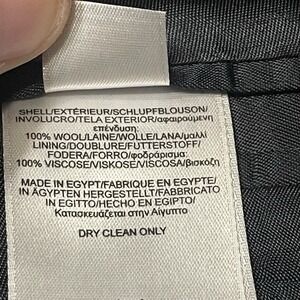 SHELL/EXTÉRIEUR/SCHLUPFBLOUSON/
INVOLUCRO/TELA EXTERIOR/αφαιρούμενη
επένδυση:
100% WOOL/LAINE/WOLLE/LANA/μαλλί
LINING/DOUBLURE/FUTTERSTOFF/
FODERA/FORRO/φοδράρισμα:
100% VISCOSE/VISKOSE/VISCOSA/βισκόζη
MADE IN EGYPT/FABRIQUE EN EGYPTE/
IN ÄGYPTEN HERGESTELLT/FABBRICATO
IN EGITTO/HECHO EN EGIPTO/
Κατασκευάζεται στην Αίγυπτο
DRY CLEAN ONLY